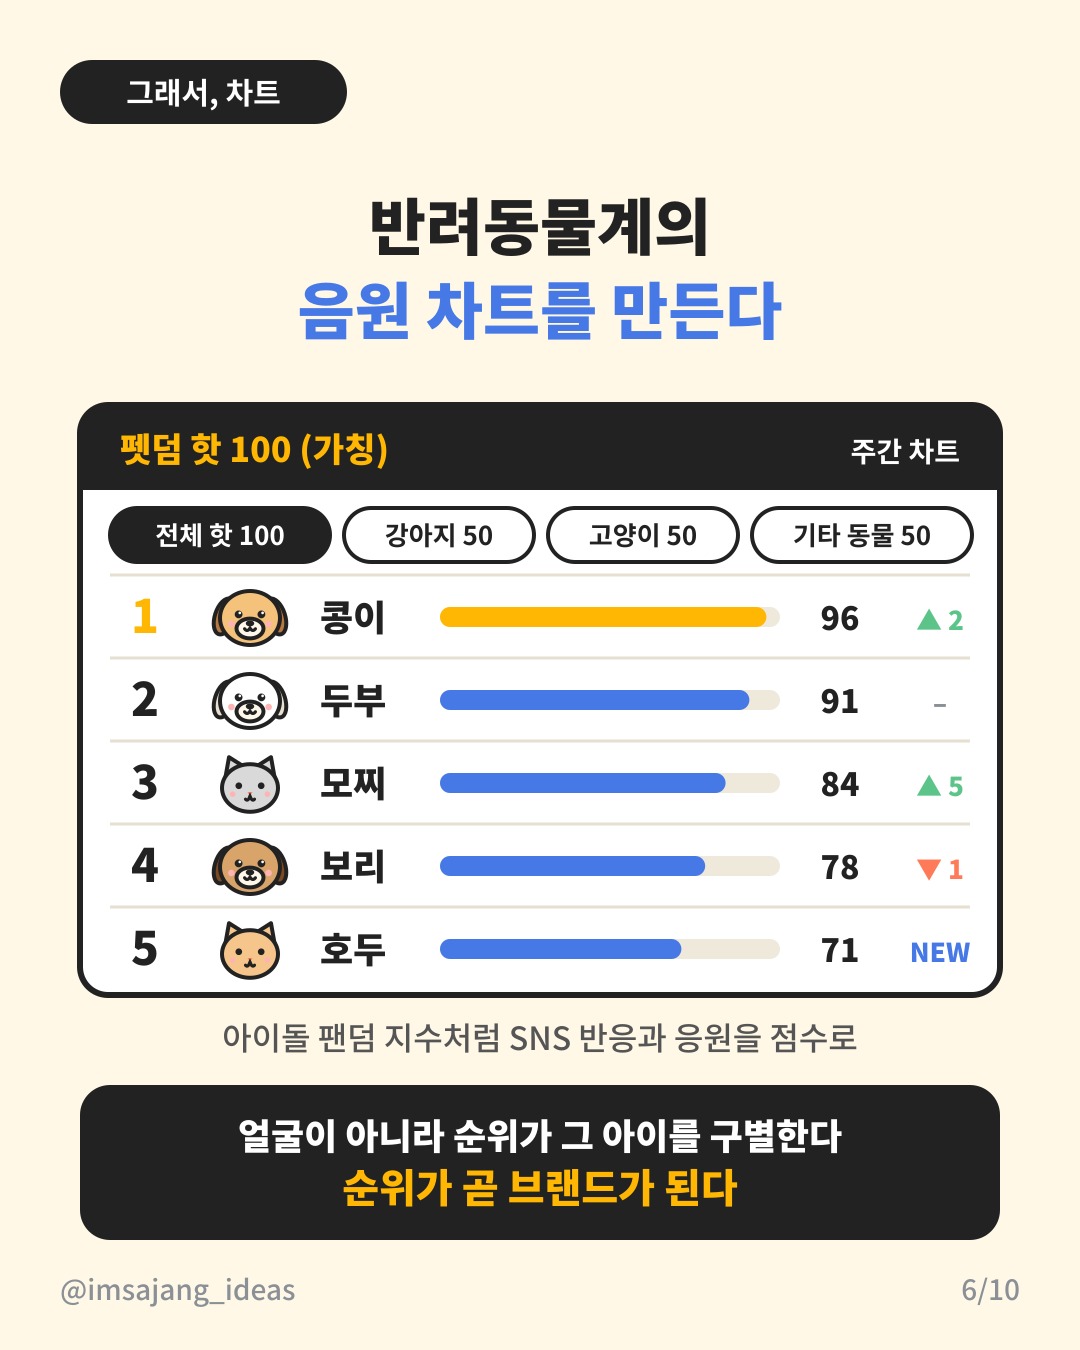 그래서, 차트
반려동물계의
음원 차트를 만든다
펫덤 핫 100 (가칭)
주간 차트
전체 핫 100
강아지 50
고양이 50
기타 동물 50
1 콩이 96 ▲ 2
2 두부 91 –
3 모찌 84 ▲ 5
4 보리 78 ▼ 1
5 호두 71 NEW
아이돌 팬덤 지수처럼 SNS 반응과 응원을 점수로
얼굴이 아니라 순위가 그 아이를 구별한다
순위가 곧 브랜드가 된다
@imsajang_ideas
6/10